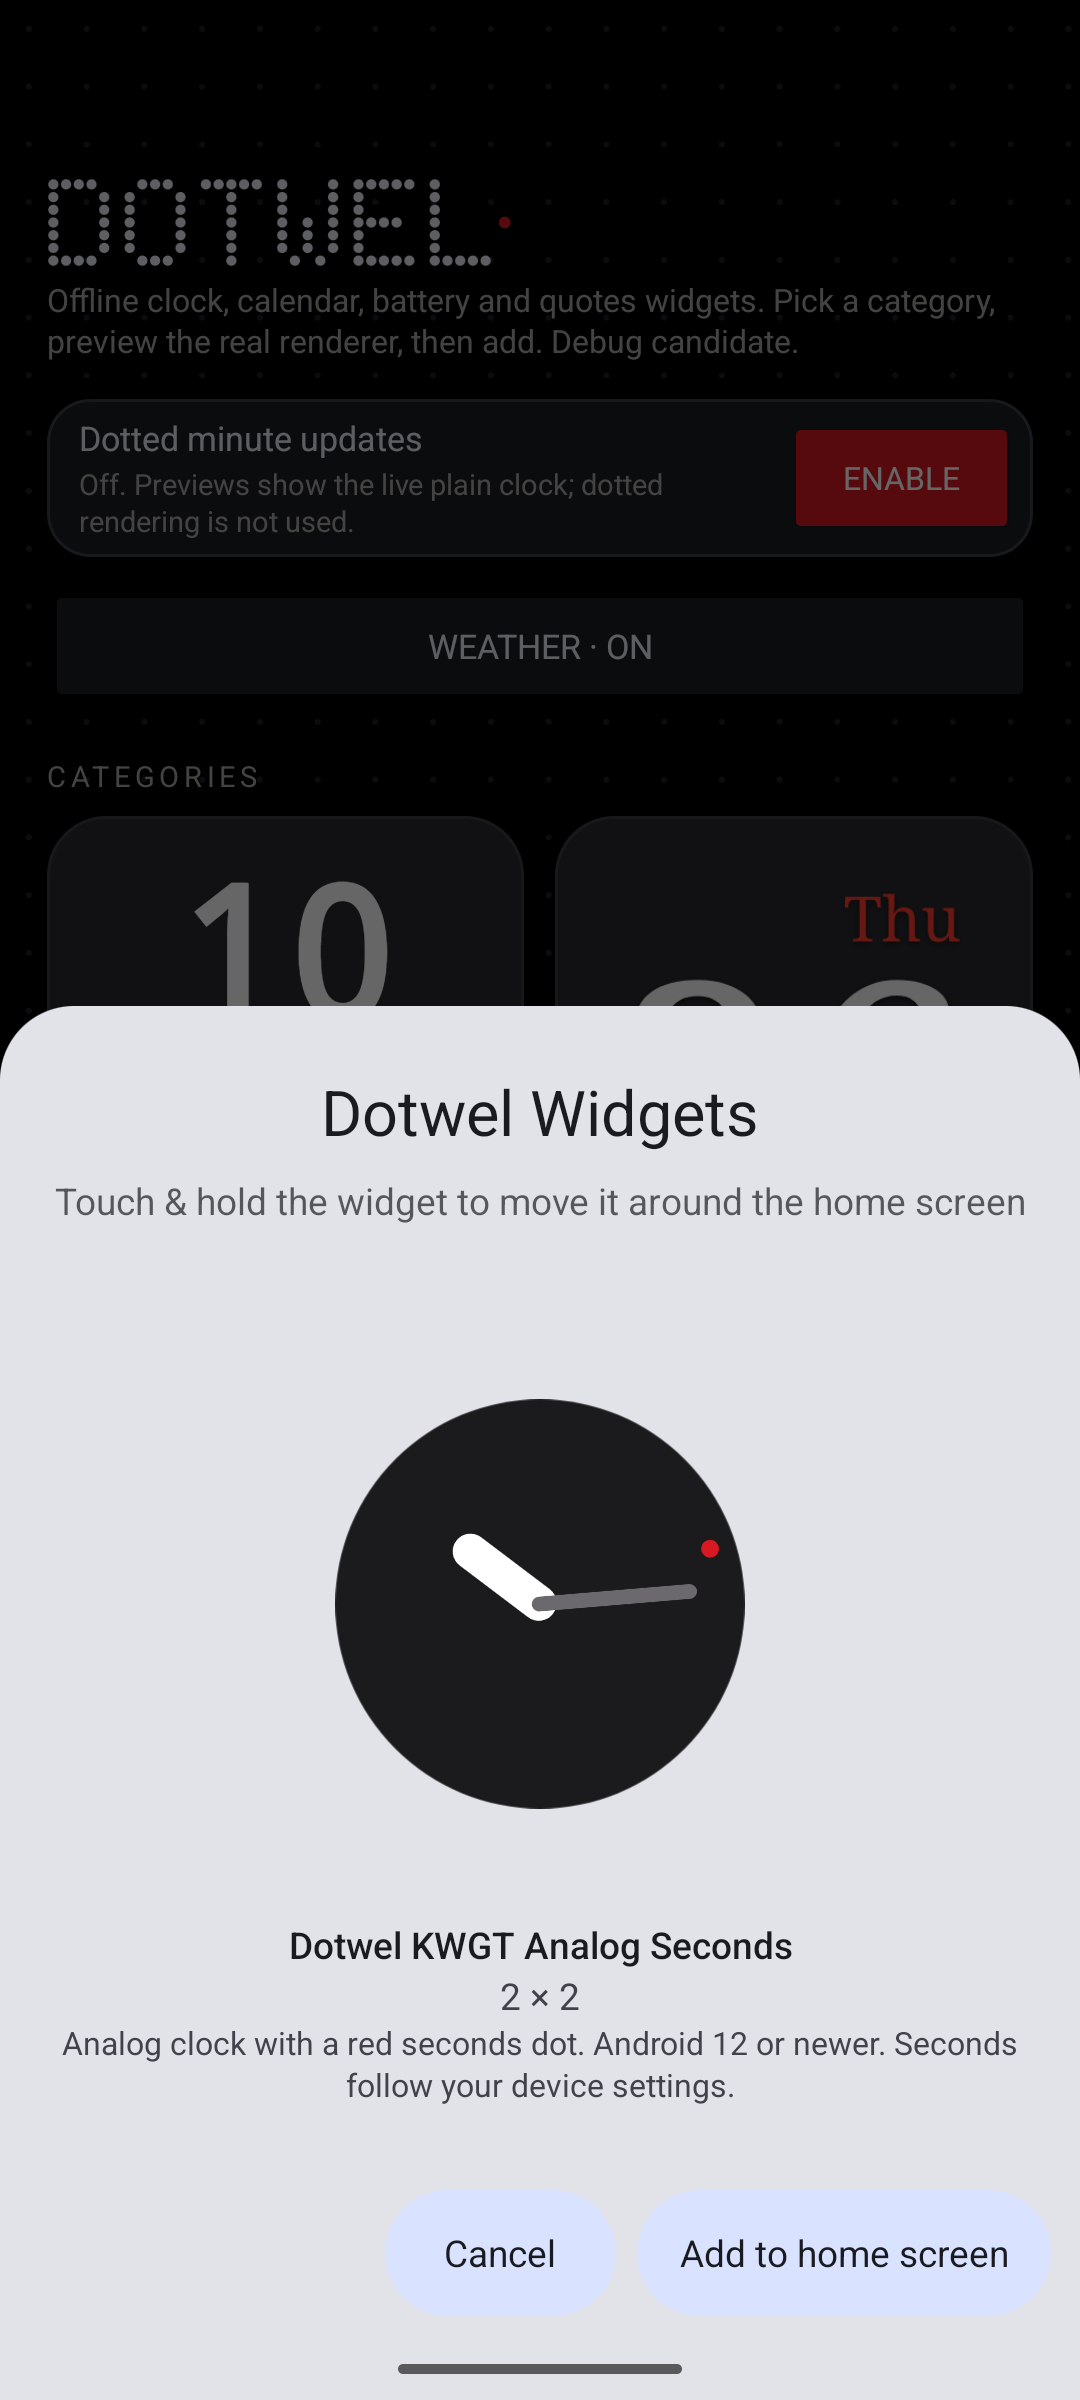 DOTWEL
Offline clock, calendar, battery and quotes widgets. Pick a category,
preview the real renderer, then add. Debug candidate.
Dotted minute updates
Off. Previews show the live plain clock; dotted
rendering is not used.
ENABLE
WEATHER · ON
CATEGORIES
10
Thu
Dotwel Widgets
Touch & hold the widget to move it around the home screen
Dotwel KWGT Analog Seconds
2 × 2
Analog clock with a red seconds dot. Android 12 or newer. Seconds
follow your device settings.
Cancel
Add to home screen